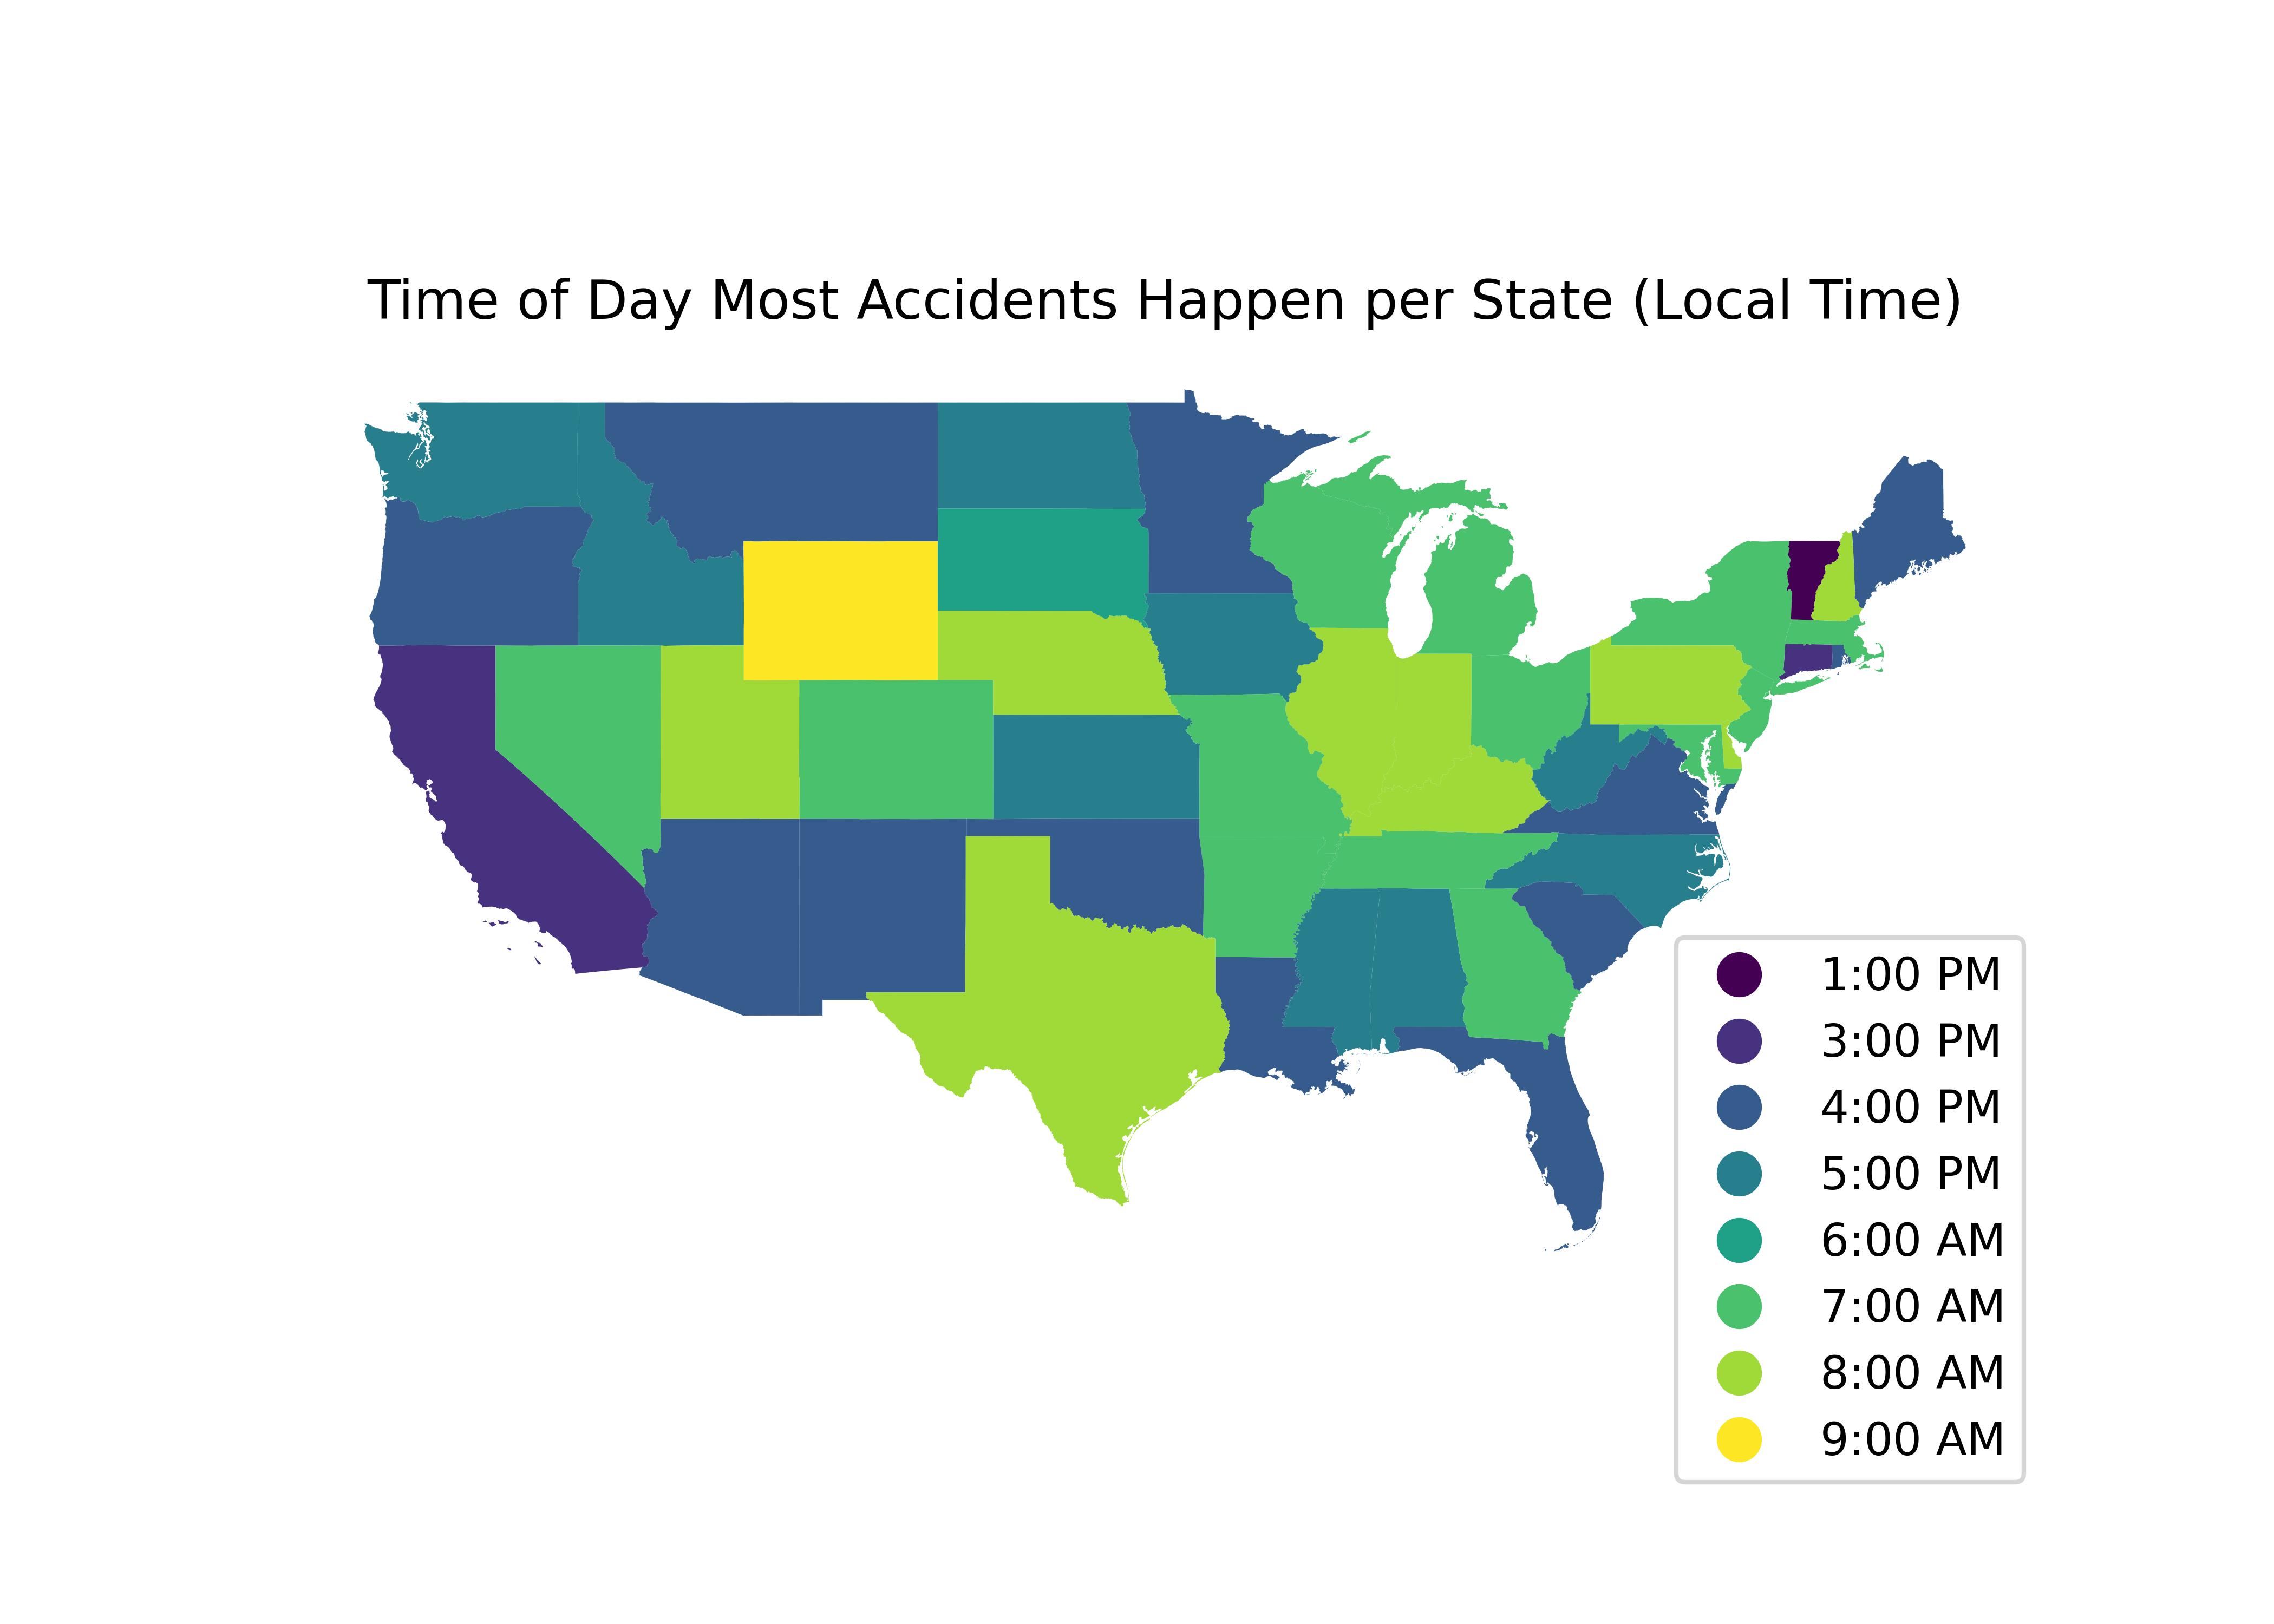 Time of Day Most Accidents Happen per State (Local Time)
1:00 PM
3:00 PM
4:00 PM
5:00 PM
6:00 AM
7:00 AM
8:00 AM
9:00 AM